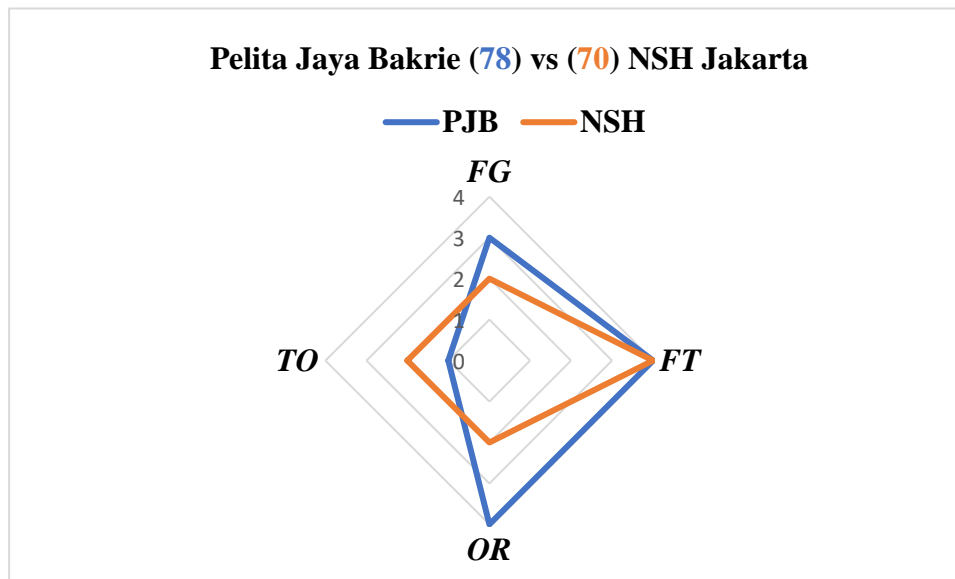 Pelita Jaya Bakrie (78) vs (70) NSH Jakarta
PJB NSH
FG
4
3
2
1
TO 0 FT
OR